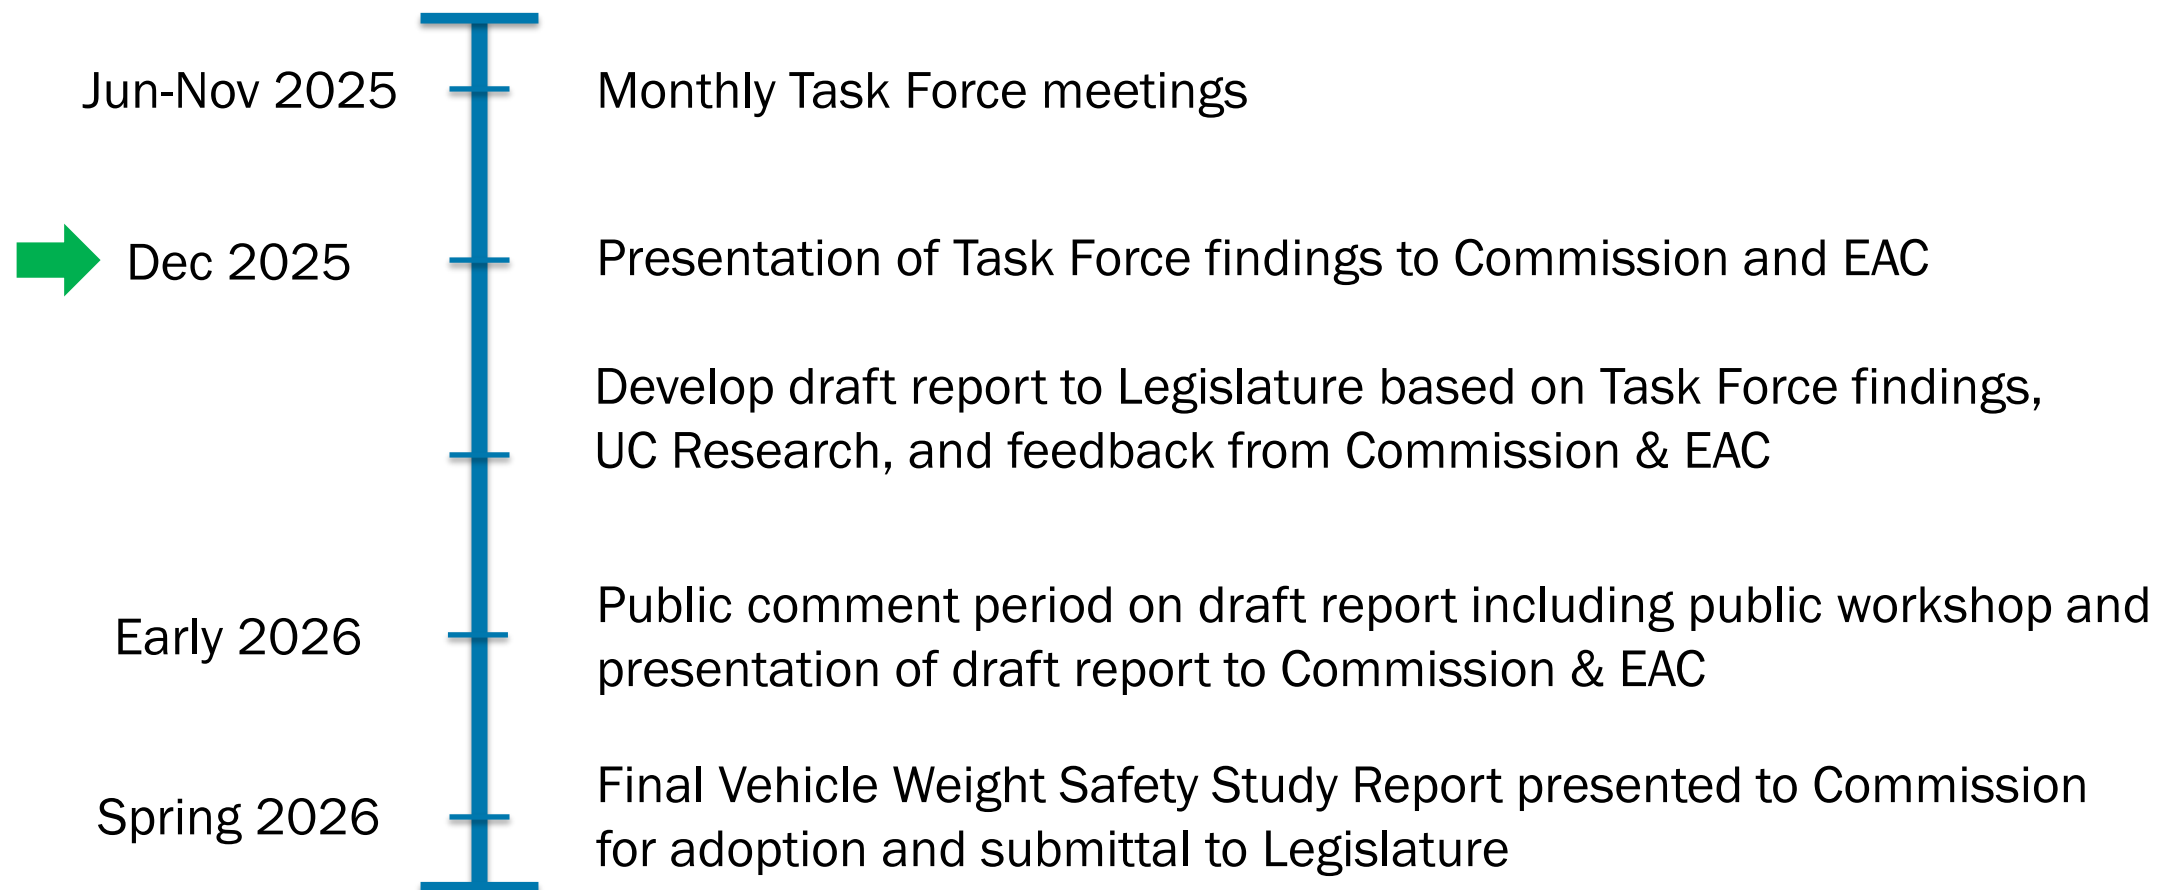 Jun-Nov 2025
Monthly Task Force meetings
Dec 2025
Presentation of Task Force findings to Commission and EAC
Develop draft report to Legislature based on Task Force findings,
UC Research, and feedback from Commission & EAC
Early 2026
Public comment period on draft report including public workshop and
presentation of draft report to Commission & EAC
Spring 2026
Final Vehicle Weight Safety Study Report presented to Commission
for adoption and submittal to Legislature